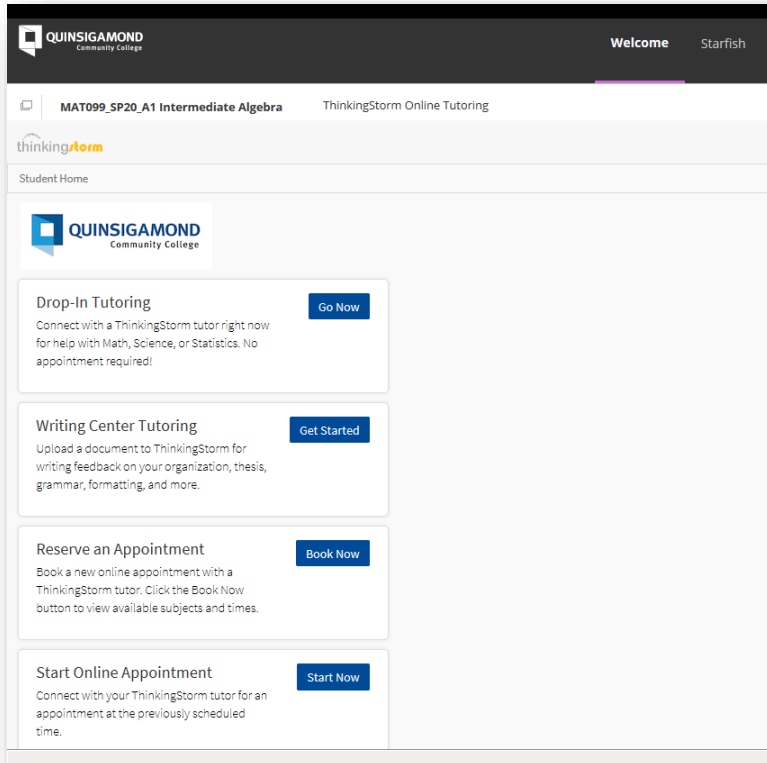 QUINSIGAMOND
Community College
Welcome
Starfish
MAT099_SP20_A1 Intermediate Algebra
ThinkingStorm Online Tutoring
thinkingstorm
Student Home
QUINSIGAMOND
Community College
Drop-In Tutoring
Go Now
Connect with a ThinkingStorm tutor right now
for help with Math, Science, or Statistics. No
appointment required!
Writing Center Tutoring
Get Started
Upload a document to ThinkingStorm for
writing feedback on your organization, thesis,
grammar, formatting, and more.
Reserve an Appointment
Book Now
Book a new online appointment with a
ThinkingStorm tutor. Click the Book Now
button to view available subjects and times.
Start Online Appointment
Start Now
Connect with your ThinkingStorm tutor for an
appointment at the previously scheduled
time.